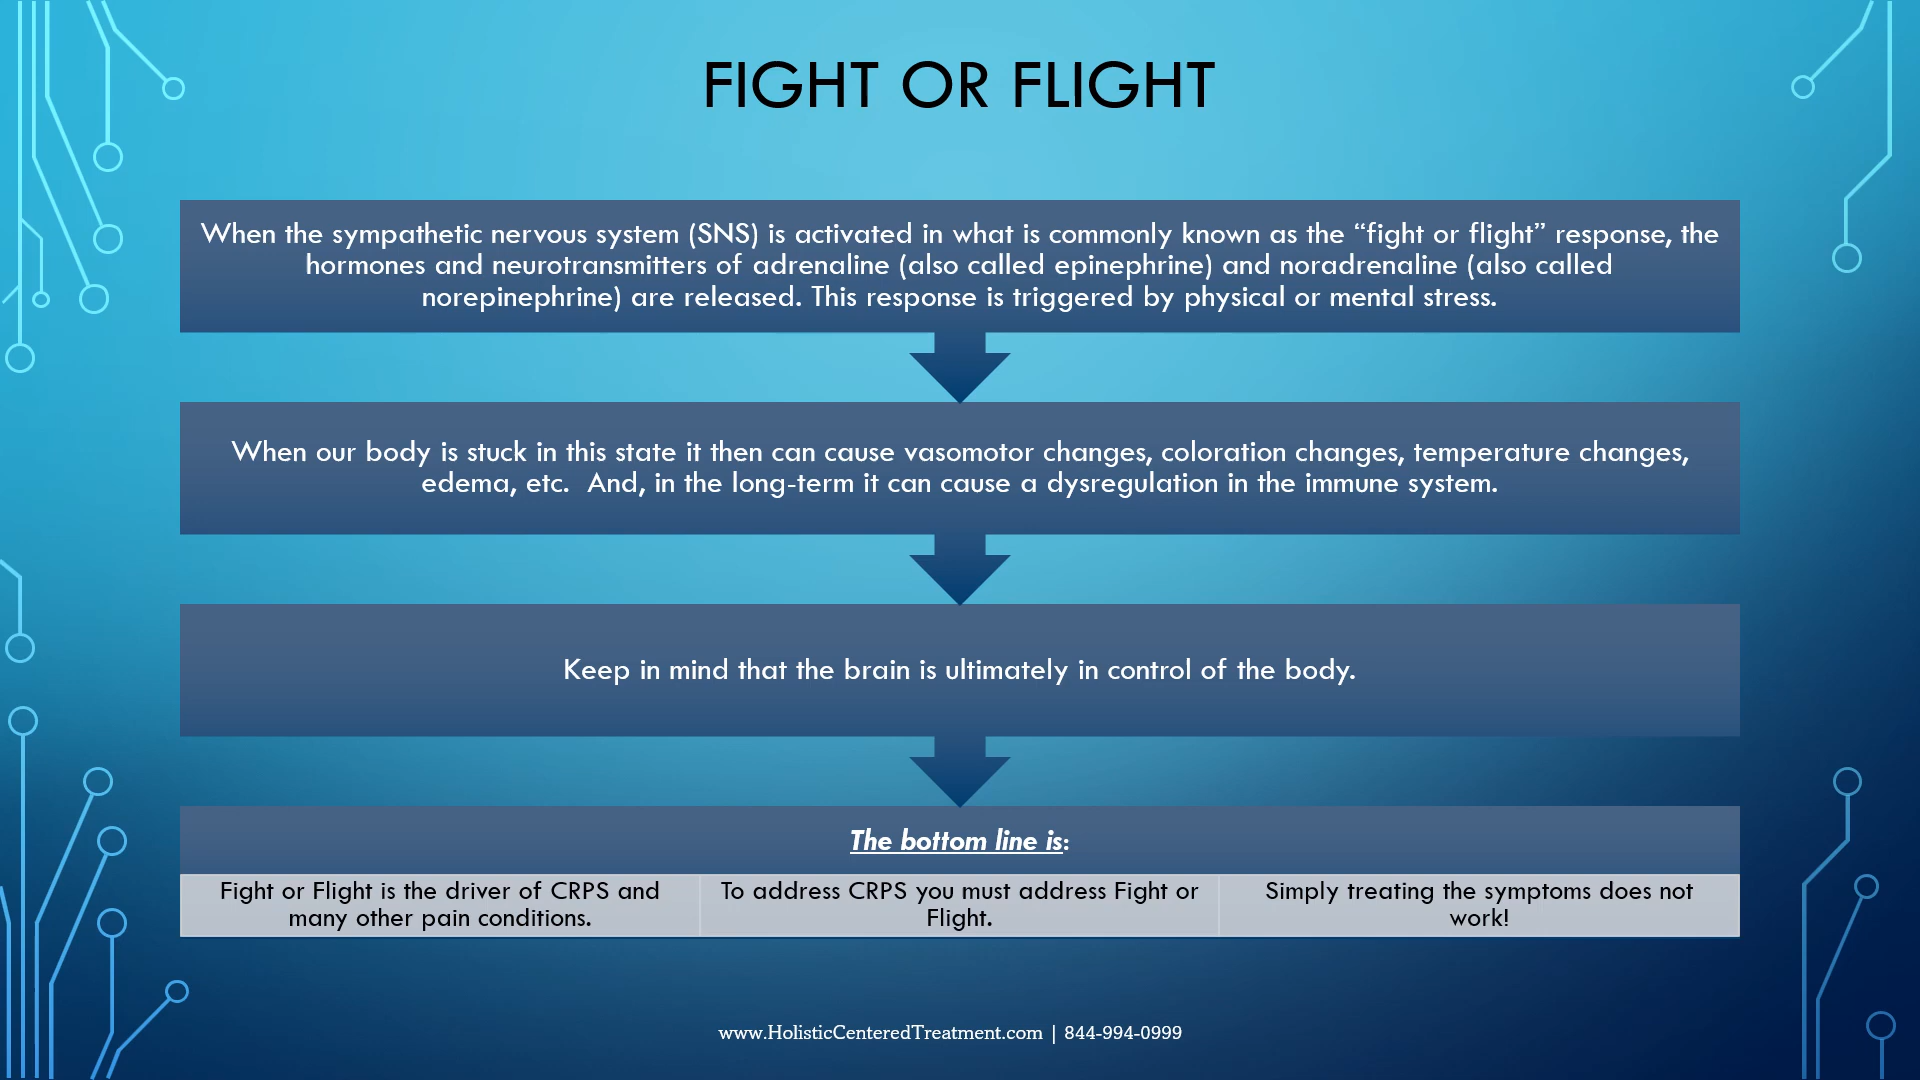 FIGHT OR FLIGHT
When the sympathetic nervous system (SNS) is activated in what is commonly known as the “fight or flight” response, the
hormones and neurotransmitters of adrenaline (also called epinephrine) and noradrenaline (also called
norepinephrine) are released. This response is triggered by physical or mental stress.
When our body is stuck in this state it then can cause vasomotor changes, coloration changes, temperature changes,
edema, etc.  And, in the long-term it can cause a dysregulation in the immune system.
Keep in mind that the brain is ultimately in control of the body.
The bottom line is:
Fight or Flight is the driver of CRPS and
many other pain conditions.
To address CRPS you must address Fight or
Flight.
Simply treating the symptoms does not
work!
www.HolisticCenteredTreatment.com | 844-994-0999